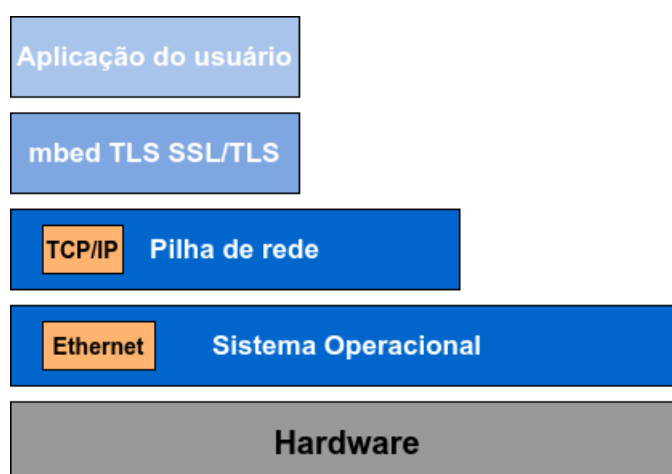 Aplicação do usuário
mbed TLS SSL/TLS
TCP/IP Pilha de rede
Ethernet Sistema Operacional
Hardware